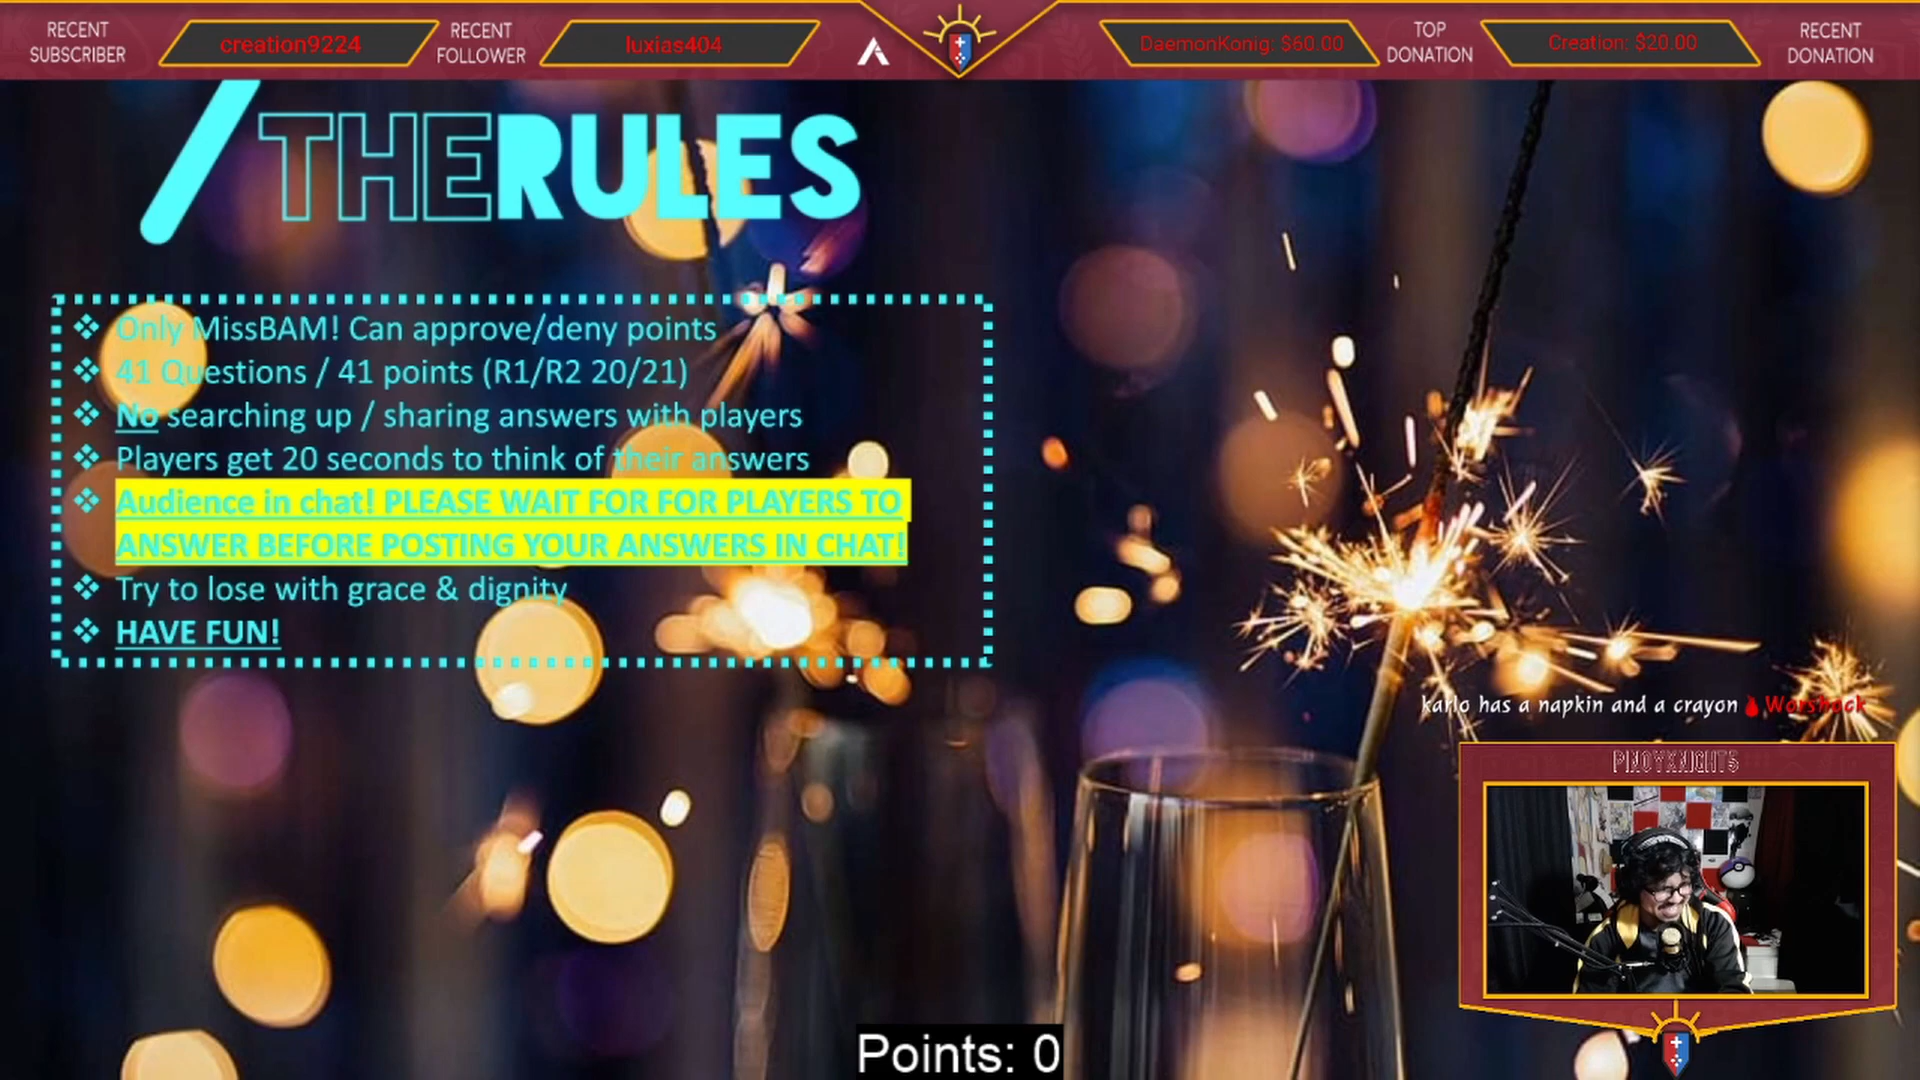 RECENT SUBSCRIBER
creation9224
RECENT FOLLOWER
luxias404
DaemonKonig: $60.00
TOP DONATION
Creation: $20.00
RECENT DONATION
THERULES
❖ Only MissBAM! Can approve/deny points
❖ 41 Questions / 41 points (R1/R2 20/21)
❖ No searching up / sharing answers with players
❖ Players get 20 seconds to think of their answers
❖ Audience in chat! PLEASE WAIT FOR FOR PLAYERS TO
ANSWER BEFORE POSTING YOUR ANSWERS IN CHAT!
❖ Try to lose with grace & dignity
❖ HAVE FUN!
karlo has a napkin and a crayon Worshock
PINOYKNIGHTS
Points: 0